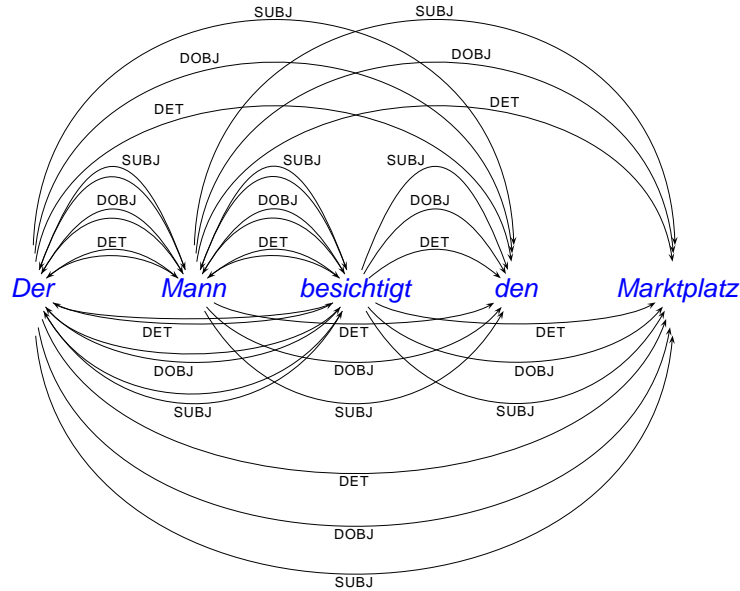 SUBJ SUBJ
DOBJ DOBJ
DET DET
SUBJ SUBJ SUBJ
DOBJ DOBJ DOBJ
DET DET DET
Der Mann besichtigt den Marktplatz
DET DET DET
DOBJ DOBJ DOBJ
SUBJ SUBJ SUBJ
DET
DOBJ
SUBJ